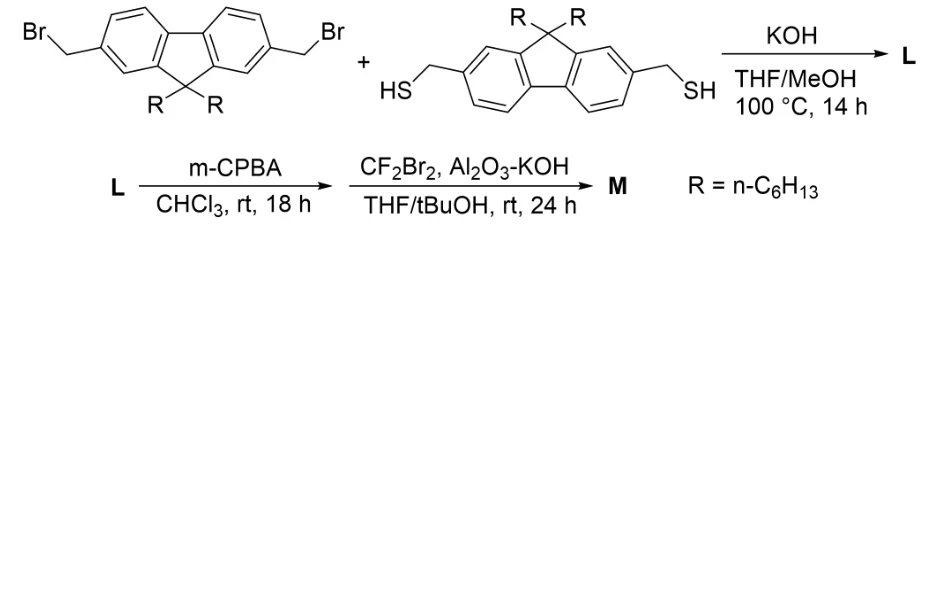 Br Br + R R KOH L
HS SH THF/MeOH
R R 100 °C, 14 h
L m-CPBA CF₂Br₂, Al₂O₃-KOH M R = n-C₆H₁₃
CHCl₃, rt, 18 h THF/tBuOH, rt, 24 h